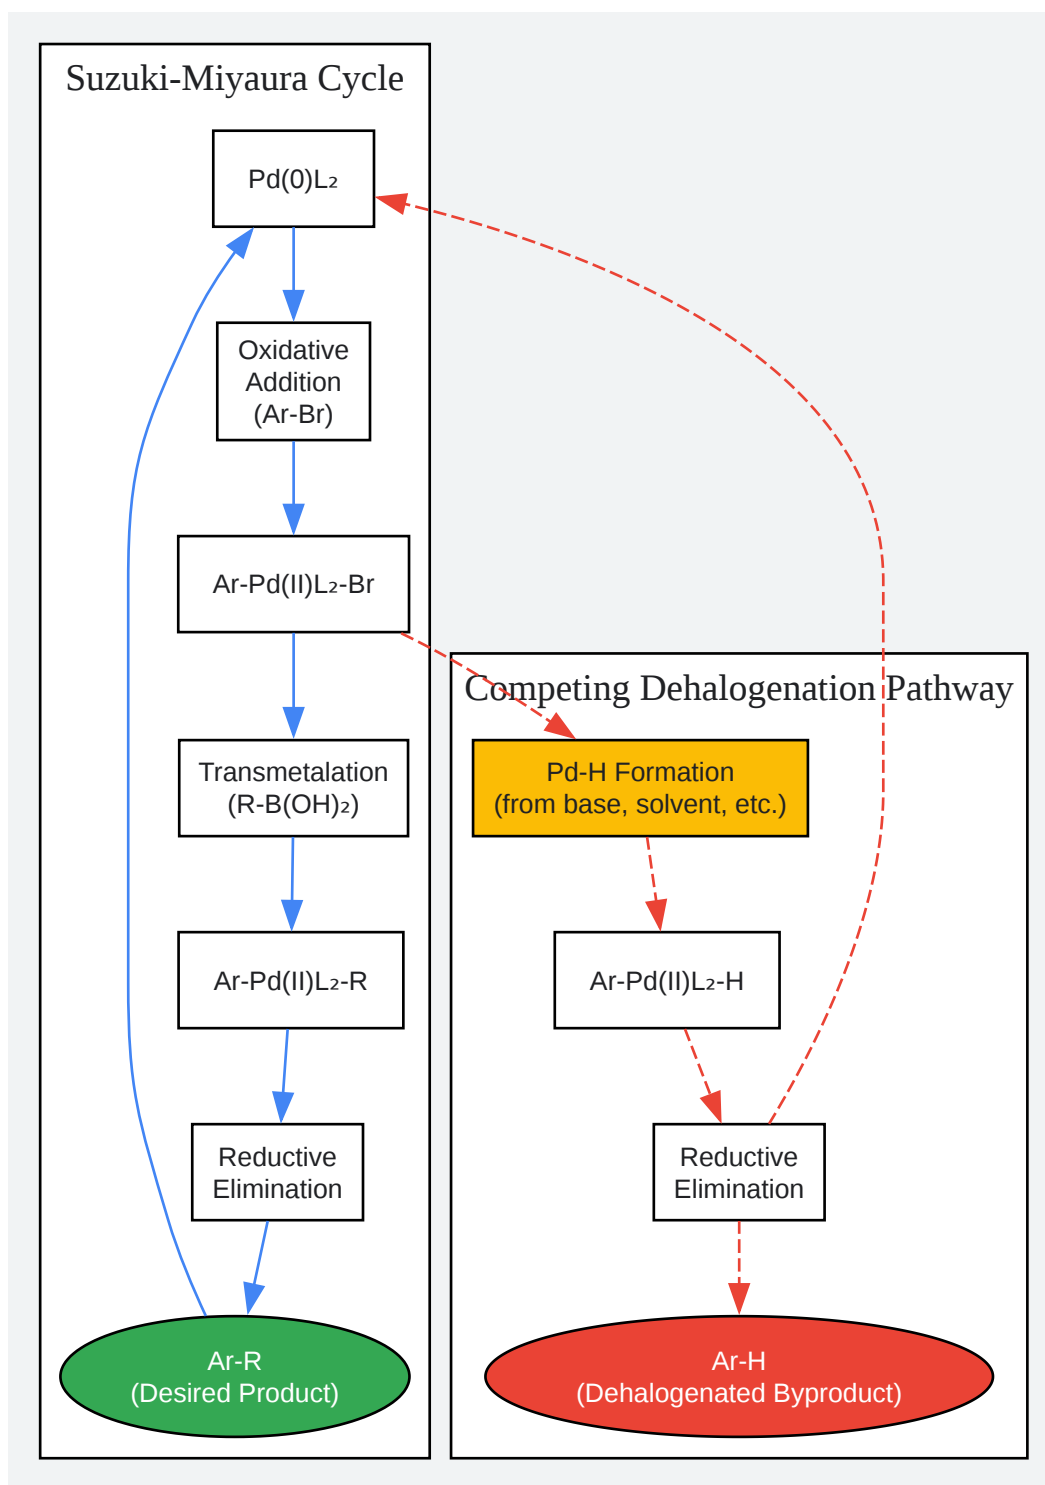 Suzuki-Miyaura Cycle
Pd(0)L₂
Oxidative
Addition
(Ar-Br)
Ar-Pd(II)L₂-Br
Transmetalation
(R-B(OH)₂)
Ar-Pd(II)L₂-R
Reductive
Elimination
Ar-R
(Desired Product)
Competing Dehalogenation Pathway
Pd-H Formation
(from base, solvent, etc.)
Ar-Pd(II)L₂-H
Reductive
Elimination
Ar-H
(Dehalogenated Byproduct)